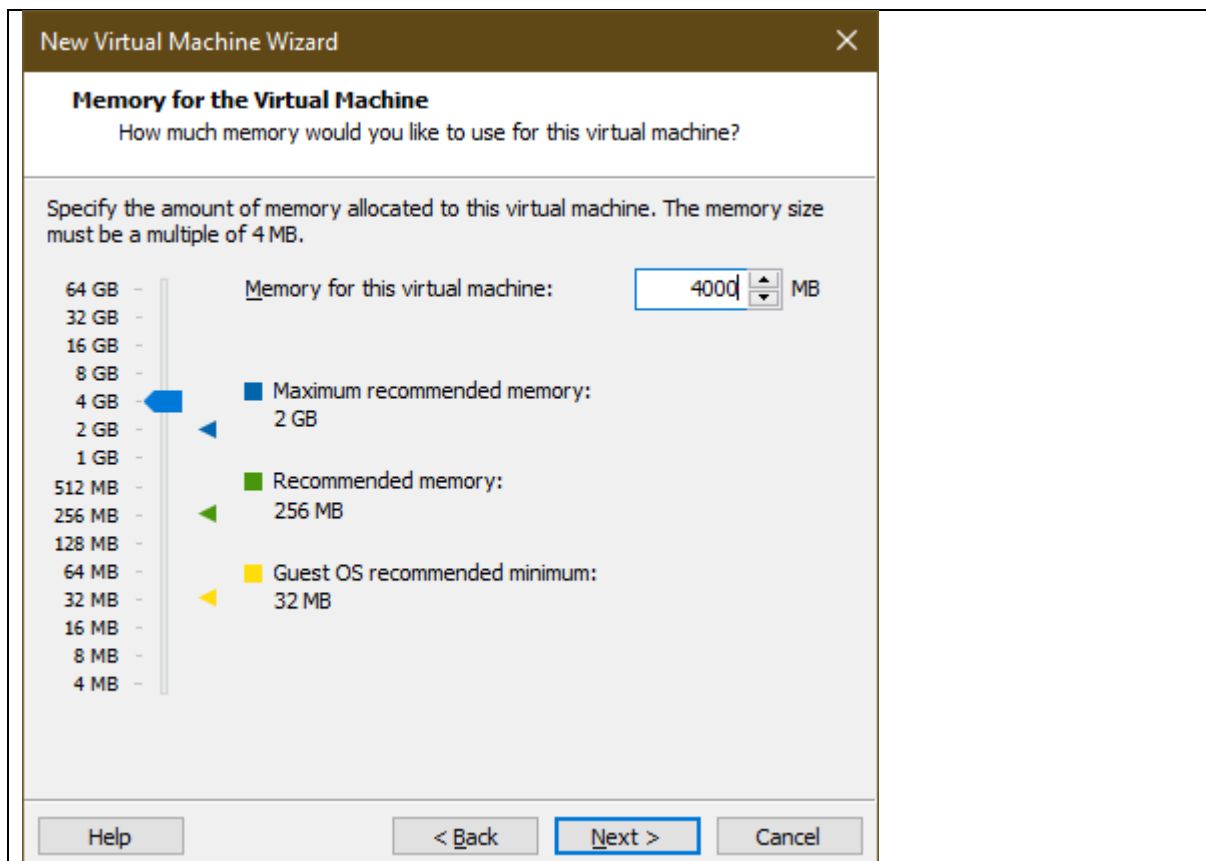 New Virtual Machine Wizard
Memory for the Virtual Machine
How much memory would you like to use for this virtual machine?
Specify the amount of memory allocated to this virtual machine. The memory size
must be a multiple of 4 MB.
64 GB
32 GB
16 GB
8 GB
4 GB
2 GB
1 GB
512 MB
256 MB
128 MB
64 MB
32 MB
16 MB
8 MB
4 MB
Memory for this virtual machine: 4000 MB
Maximum recommended memory:
2 GB
Recommended memory:
256 MB
Guest OS recommended minimum:
32 MB
Help < Back Next > Cancel